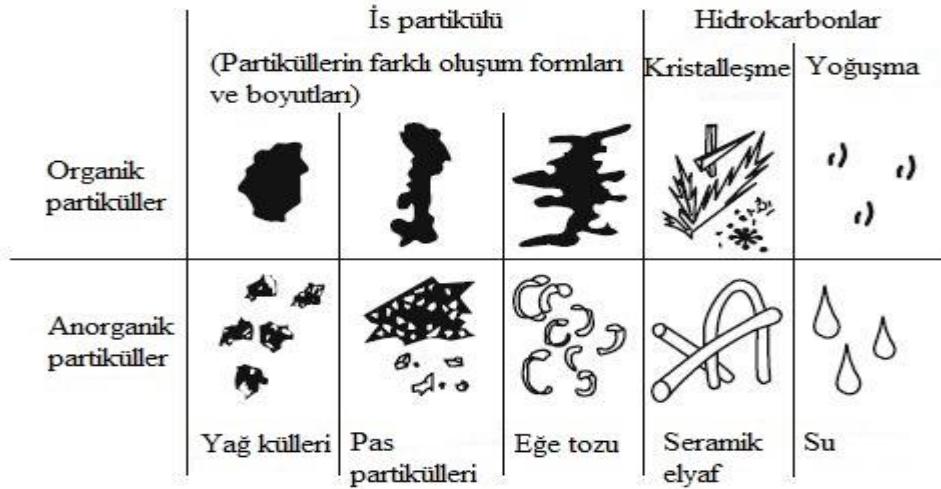 İs partikülü
Hidrokarbonlar
(Partiküllerin farklı oluşum formları
ve boyutları)
Kristalleşme
Yoğuşma
Organik
partiküller
Anorganik
partiküller
Yağ külleri
Pas
partikülleri
Eğe tozu
Seramik
elyaf
Su